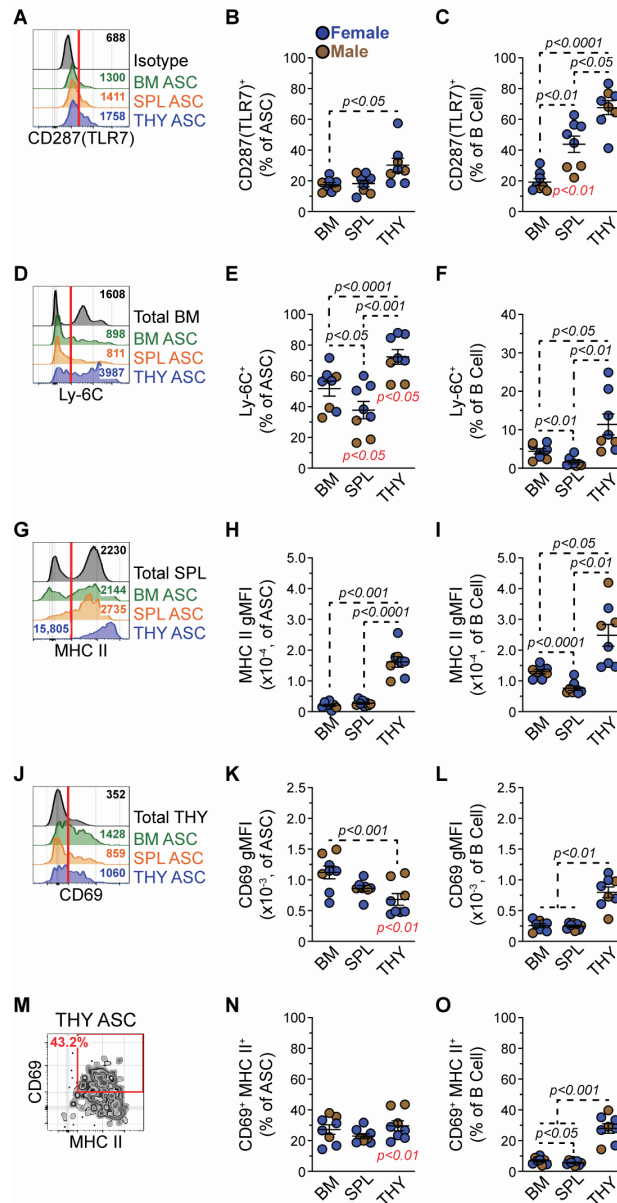 A
688
Isotype
1300
BM ASC
1411
SPL ASC
1758
THY ASC
CD287(TLR7)
B
Female
Male
CD287(TLR7)⁺
(% of ASC)
100
80
60
40
20
0
p<0.05
BM
SPL
THY
C
CD287(TLR7)⁺
(% of B Cell)
100
80
60
40
20
0
p<0.0001
p<0.05
p<0.01
p<0.01
BM
SPL
THY
D
1608
Total BM
898
BM ASC
811
SPL ASC
3987
THY ASC
Ly-6C
E
Ly-6C⁺
(% of ASC)
100
80
60
40
20
0
p<0.0001
p<0.001
p<0.05
p<0.05
p<0.05
BM
SPL
THY
F
Ly-6C⁺
(% of B Cell)
40
30
20
10
0
p<0.05
p<0.01
p<0.01
BM
SPL
THY
G
2230
Total SPL
2144
BM ASC
2735
SPL ASC
15,805
THY ASC
MHC II
H
MHC II gMFI
(x10⁻⁴, of ASC)
5.0
4.0
3.0
2.0
1.0
0
p<0.001
p<0.0001
BM
SPL
THY
I
MHC II gMFI
(x10⁻⁴, of B Cell)
5.0
4.0
3.0
2.0
1.0
0
p<0.05
p<0.01
p<0.0001
BM
SPL
THY
J
352
Total THY
1428
BM ASC
859
SPL ASC
1060
THY ASC
CD69
K
CD69 gMFI
(x10⁻³, of ASC)
2.5
2.0
1.5
1.0
0.5
0
p<0.001
p<0.01
BM
SPL
THY
L
CD69 gMFI
(x10⁻³, of B Cell)
2.5
2.0
1.5
1.0
0.5
0
p<0.01
BM
SPL
THY
M
THY ASC
43.2%
CD69
MHC II
N
CD69⁺ MHC II⁺
(% of ASC)
100
80
60
40
20
0
p<0.01
BM
SPL
THY
O
CD69⁺ MHC II⁺
(% of B Cell)
100
80
60
40
20
0
p<0.001
p<0.05
BM
SPL
THY